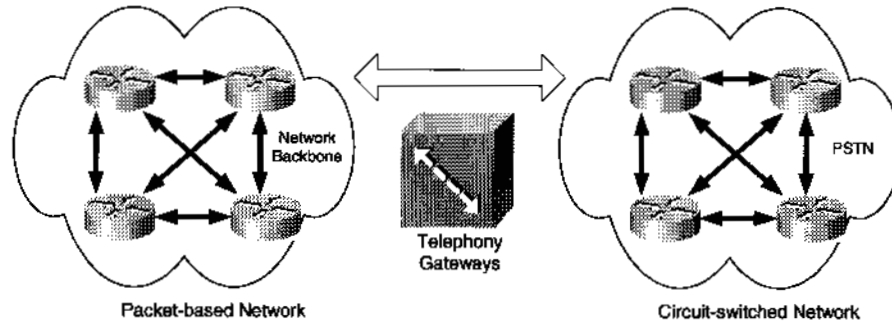 Network
Backbone
PSTN
Telephony
Gateways
Packet-based Network
Circuit-switched Network